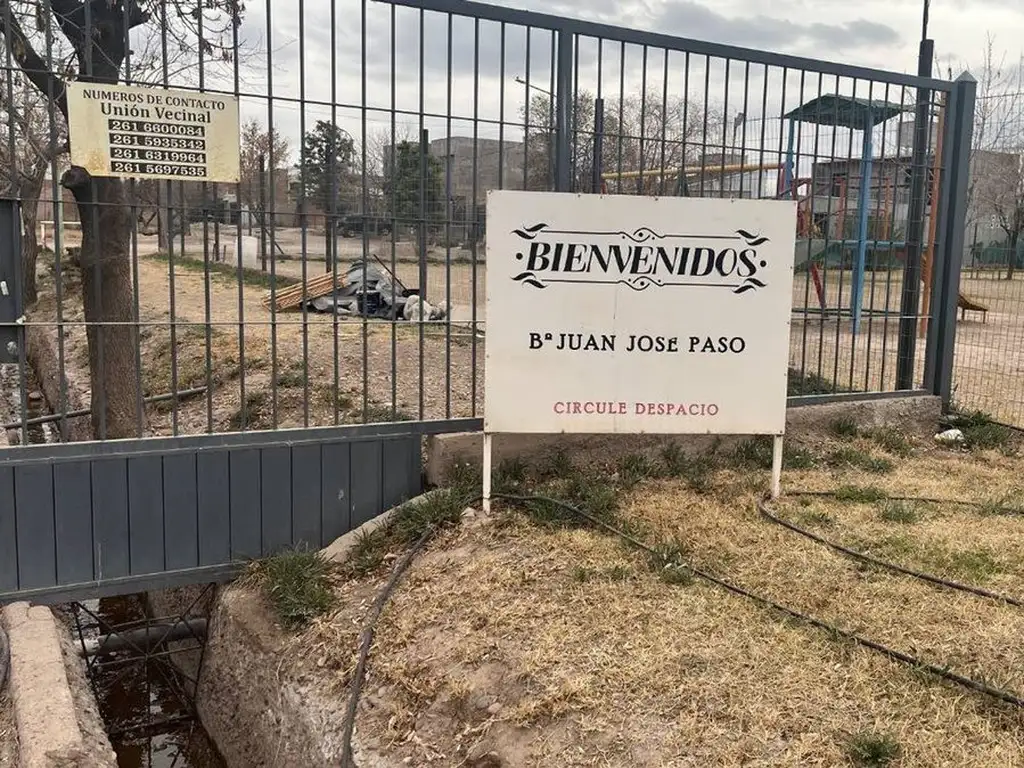 NUMEROS DE CONTACTO
Unión Vecinal
261 6600084
261 5935342
261 6319964
261 5697535
BIENVENIDOS
Bª JUAN JOSE PASO
CIRCULE DESPACIO